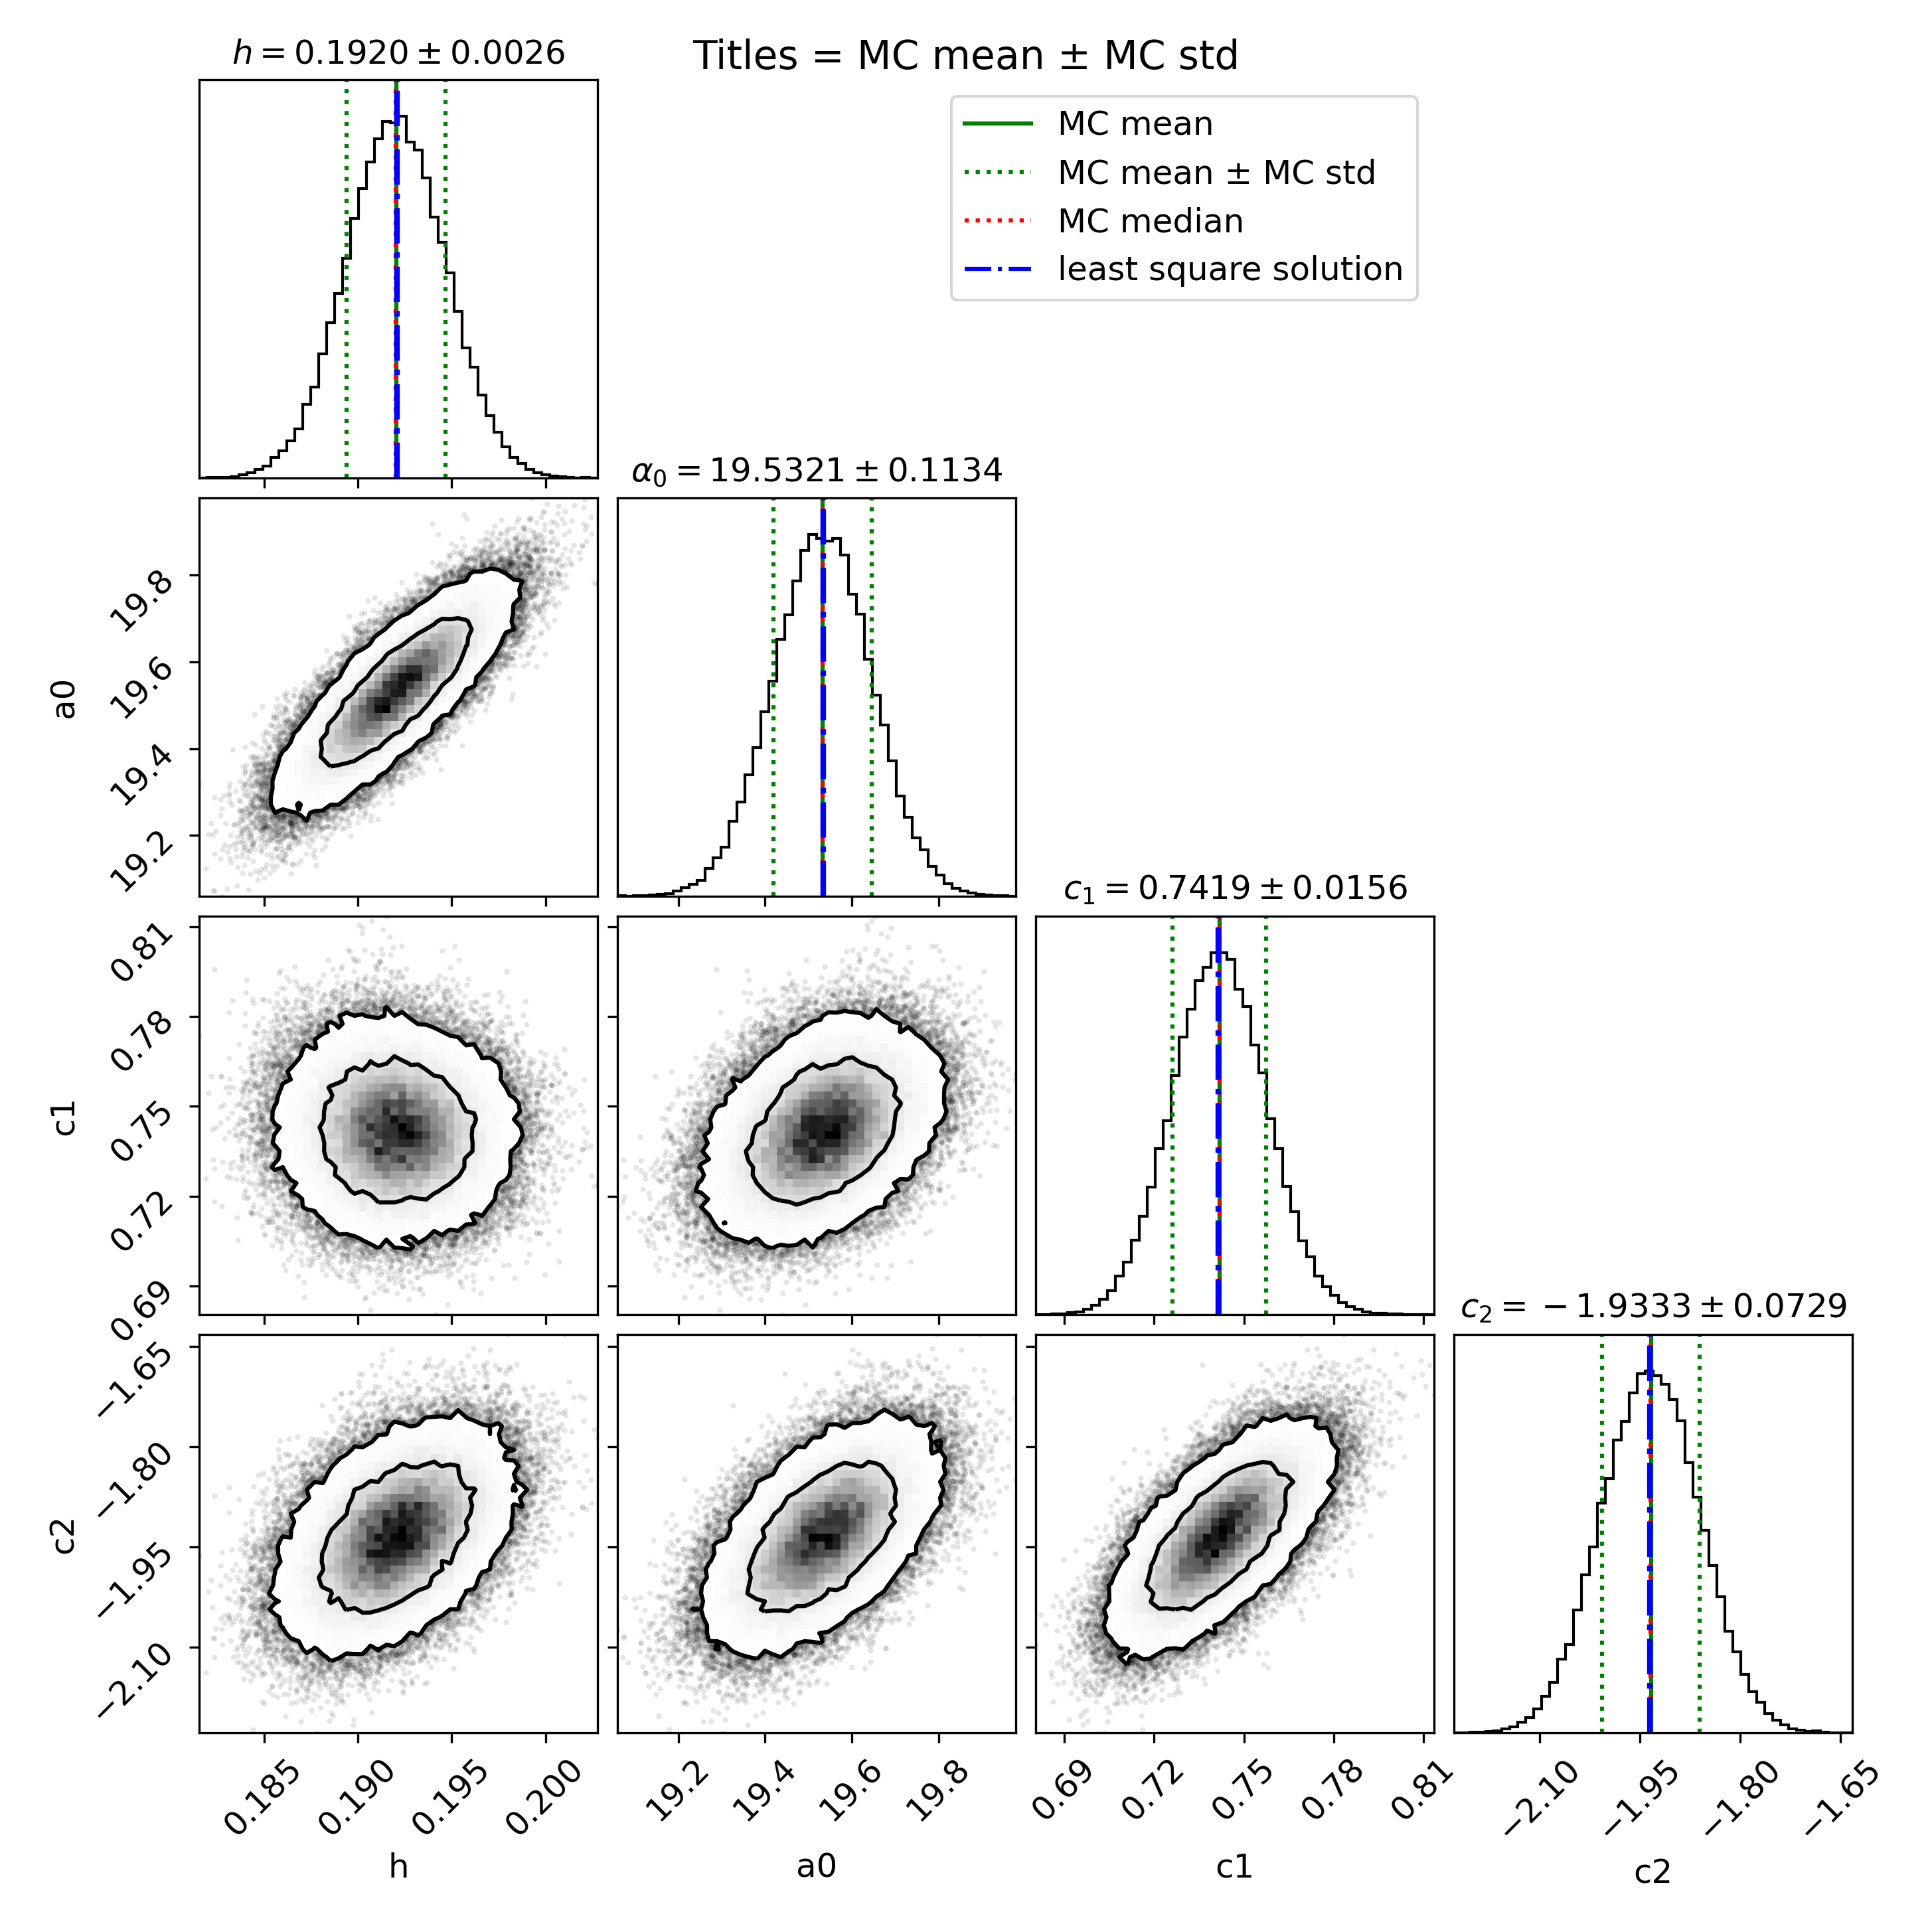 h = 0.1920 ± 0.0026
Titles = MC mean ± MC std
MC mean
MC mean ± MC std
MC median
least square solution
α₀ = 19.5321 ± 0.1134
19.8
19.6
19.4
19.2
a0
c₁ = 0.7419 ± 0.0156
0.81
0.78
0.75
0.72
0.69
c1
c₂ = −1.9333 ± 0.0729
−1.65
−1.80
−1.95
−2.10
c2
0.185 0.190 0.195 0.200
19.2 19.4 19.6 19.8
0.69 0.72 0.75 0.78 0.81
−2.10 −1.95 −1.80 −1.65
h a0 c1 c2